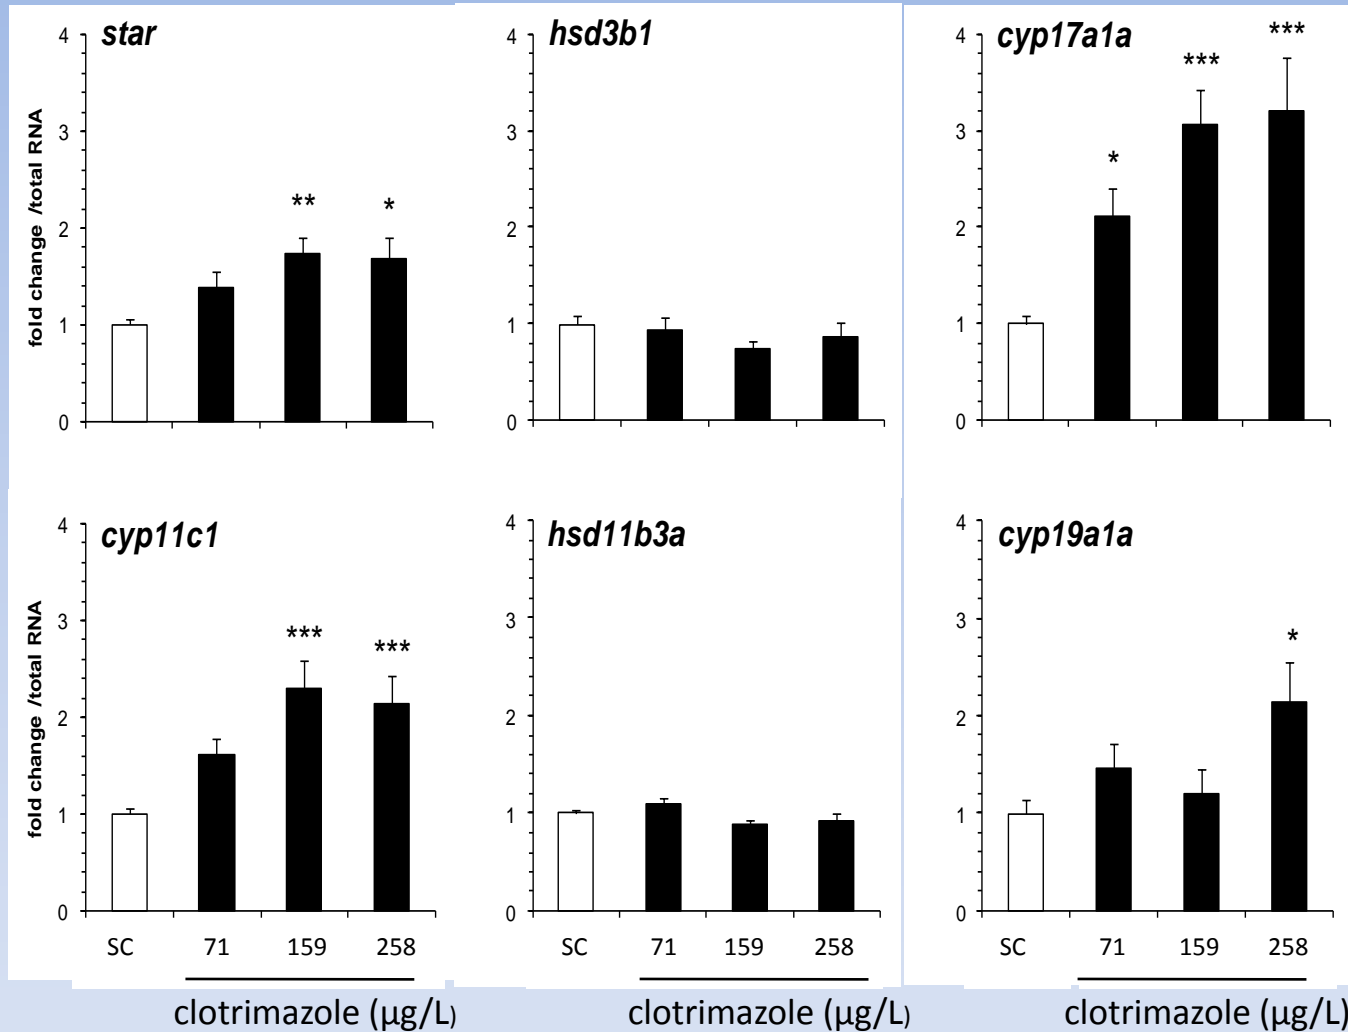 star
hsd3b1
cyp17a1a
fold change /total RNA
4
3
2
1
0
** *
4
3
2
1
0
4
3
2
1
0
* *** ***
cyp11c1
hsd11b3a
cyp19a1a
fold change /total RNA
4
3
2
1
0
*** ***
4
3
2
1
0
4
3
2
1
0
*
SC 71 159 258
SC 71 159 258
SC 71 159 258
clotrimazole (µg/L)
clotrimazole (µg/L)
clotrimazole (µg/L)